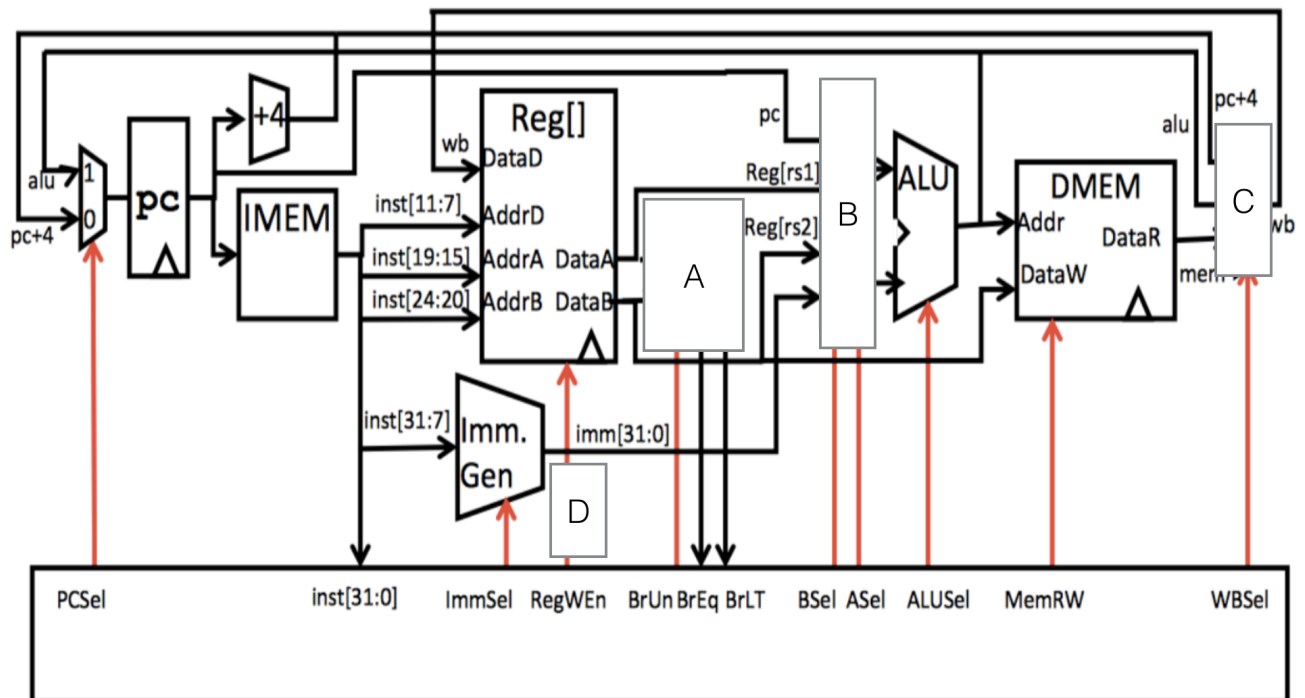 pc+4
pc
alu
+4
Reg[]
wb
DataD
Reg[rs1]
ALU
DMEM
C
alu
1
pc
IMEM
inst[11:7]
AddrD
B
Addr
wb
pc+4
0
inst[19:15]
AddrA
DataA
A
Reg[rs2]
DataR
inst[24:20]
AddrB
DataB
DataW
inst[31:7]
Imm.
Gen
imm[31:0]
D
PCSel
inst[31:0]
ImmSel
RegWEn
BrUn
BrEq
BrLT
BSel
ASel
ALUSel
MemRW
WBSel